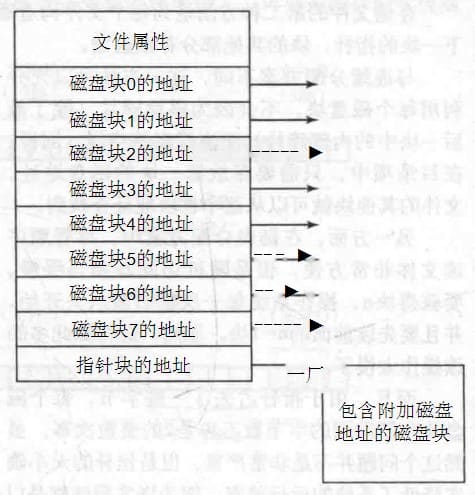 文件属性
磁盘块0的地址
磁盘块1的地址
磁盘块2的地址
磁盘块3的地址
磁盘块4的地址
磁盘块5的地址
磁盘块6的地址
磁盘块7的地址
指针块的地址
包含附加磁盘
地址的磁盘块